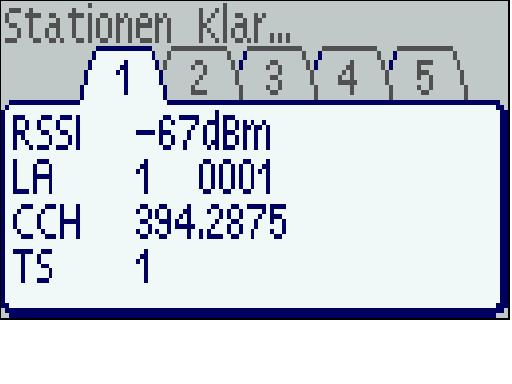 Stationen Klar...
1 2 3 4 5
RSSI -67dBm
LA 1 0001
CCH 394.2875
TS 1